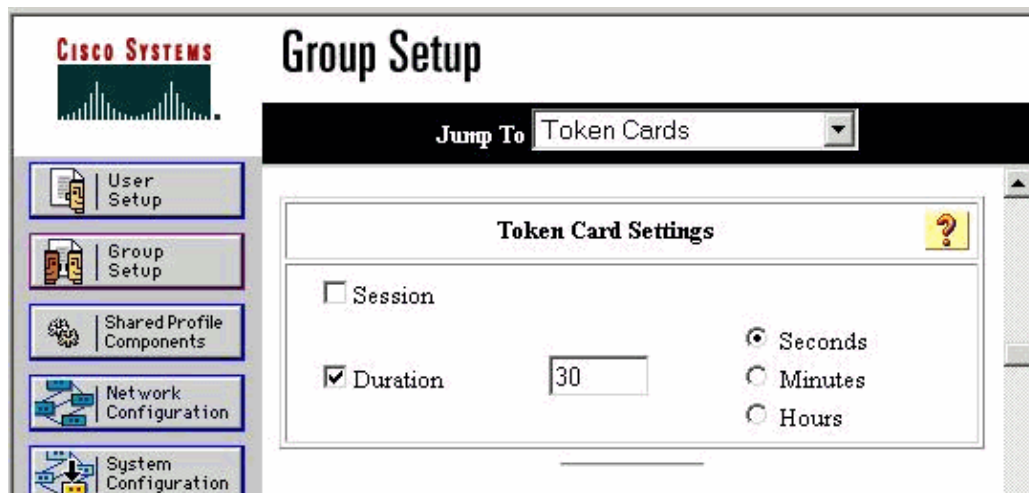 CISCO SYSTEMS
Group Setup
Jump To Token Cards
User
Setup
Group
Setup
Shared Profile
Components
Network
Configuration
System
Configuration
Token Card Settings
?
Session
Duration 30
Seconds
Minutes
Hours